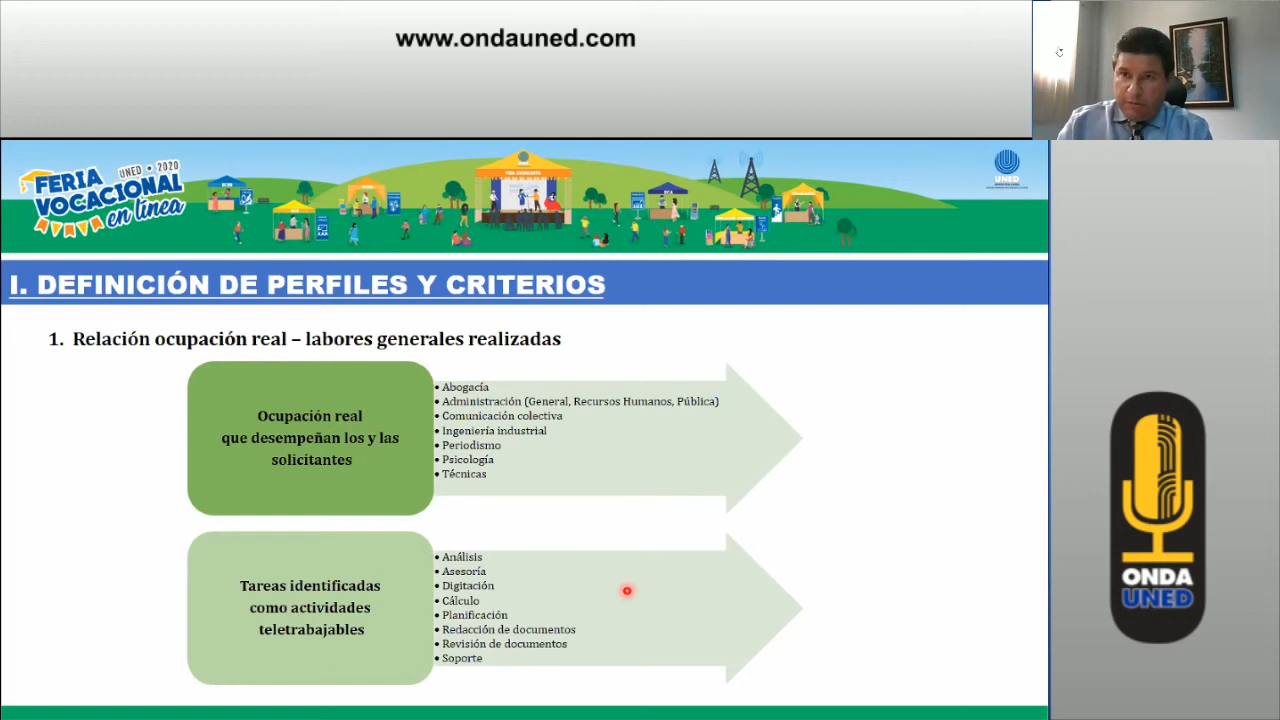 www.ondauned.com
FERIA
VOCACIONAL
en línea
UNED • 2020
UNED
I. DEFINICIÓN DE PERFILES Y CRITERIOS
1. Relación ocupación real – labores generales realizadas
Ocupación real
que desempeñan los y las
solicitantes
• Abogacía
• Administración (General, Recursos Humanos, Pública)
• Comunicación colectiva
• Ingeniería industrial
• Periodismo
• Psicología
• Técnicas
Tareas identificadas
como actividades
teletrabajables
• Análisis
• Asesoría
• Digitación
• Cálculo
• Planificación
• Redacción de documentos
• Revisión de documentos
• Soporte
ONDA
UNED